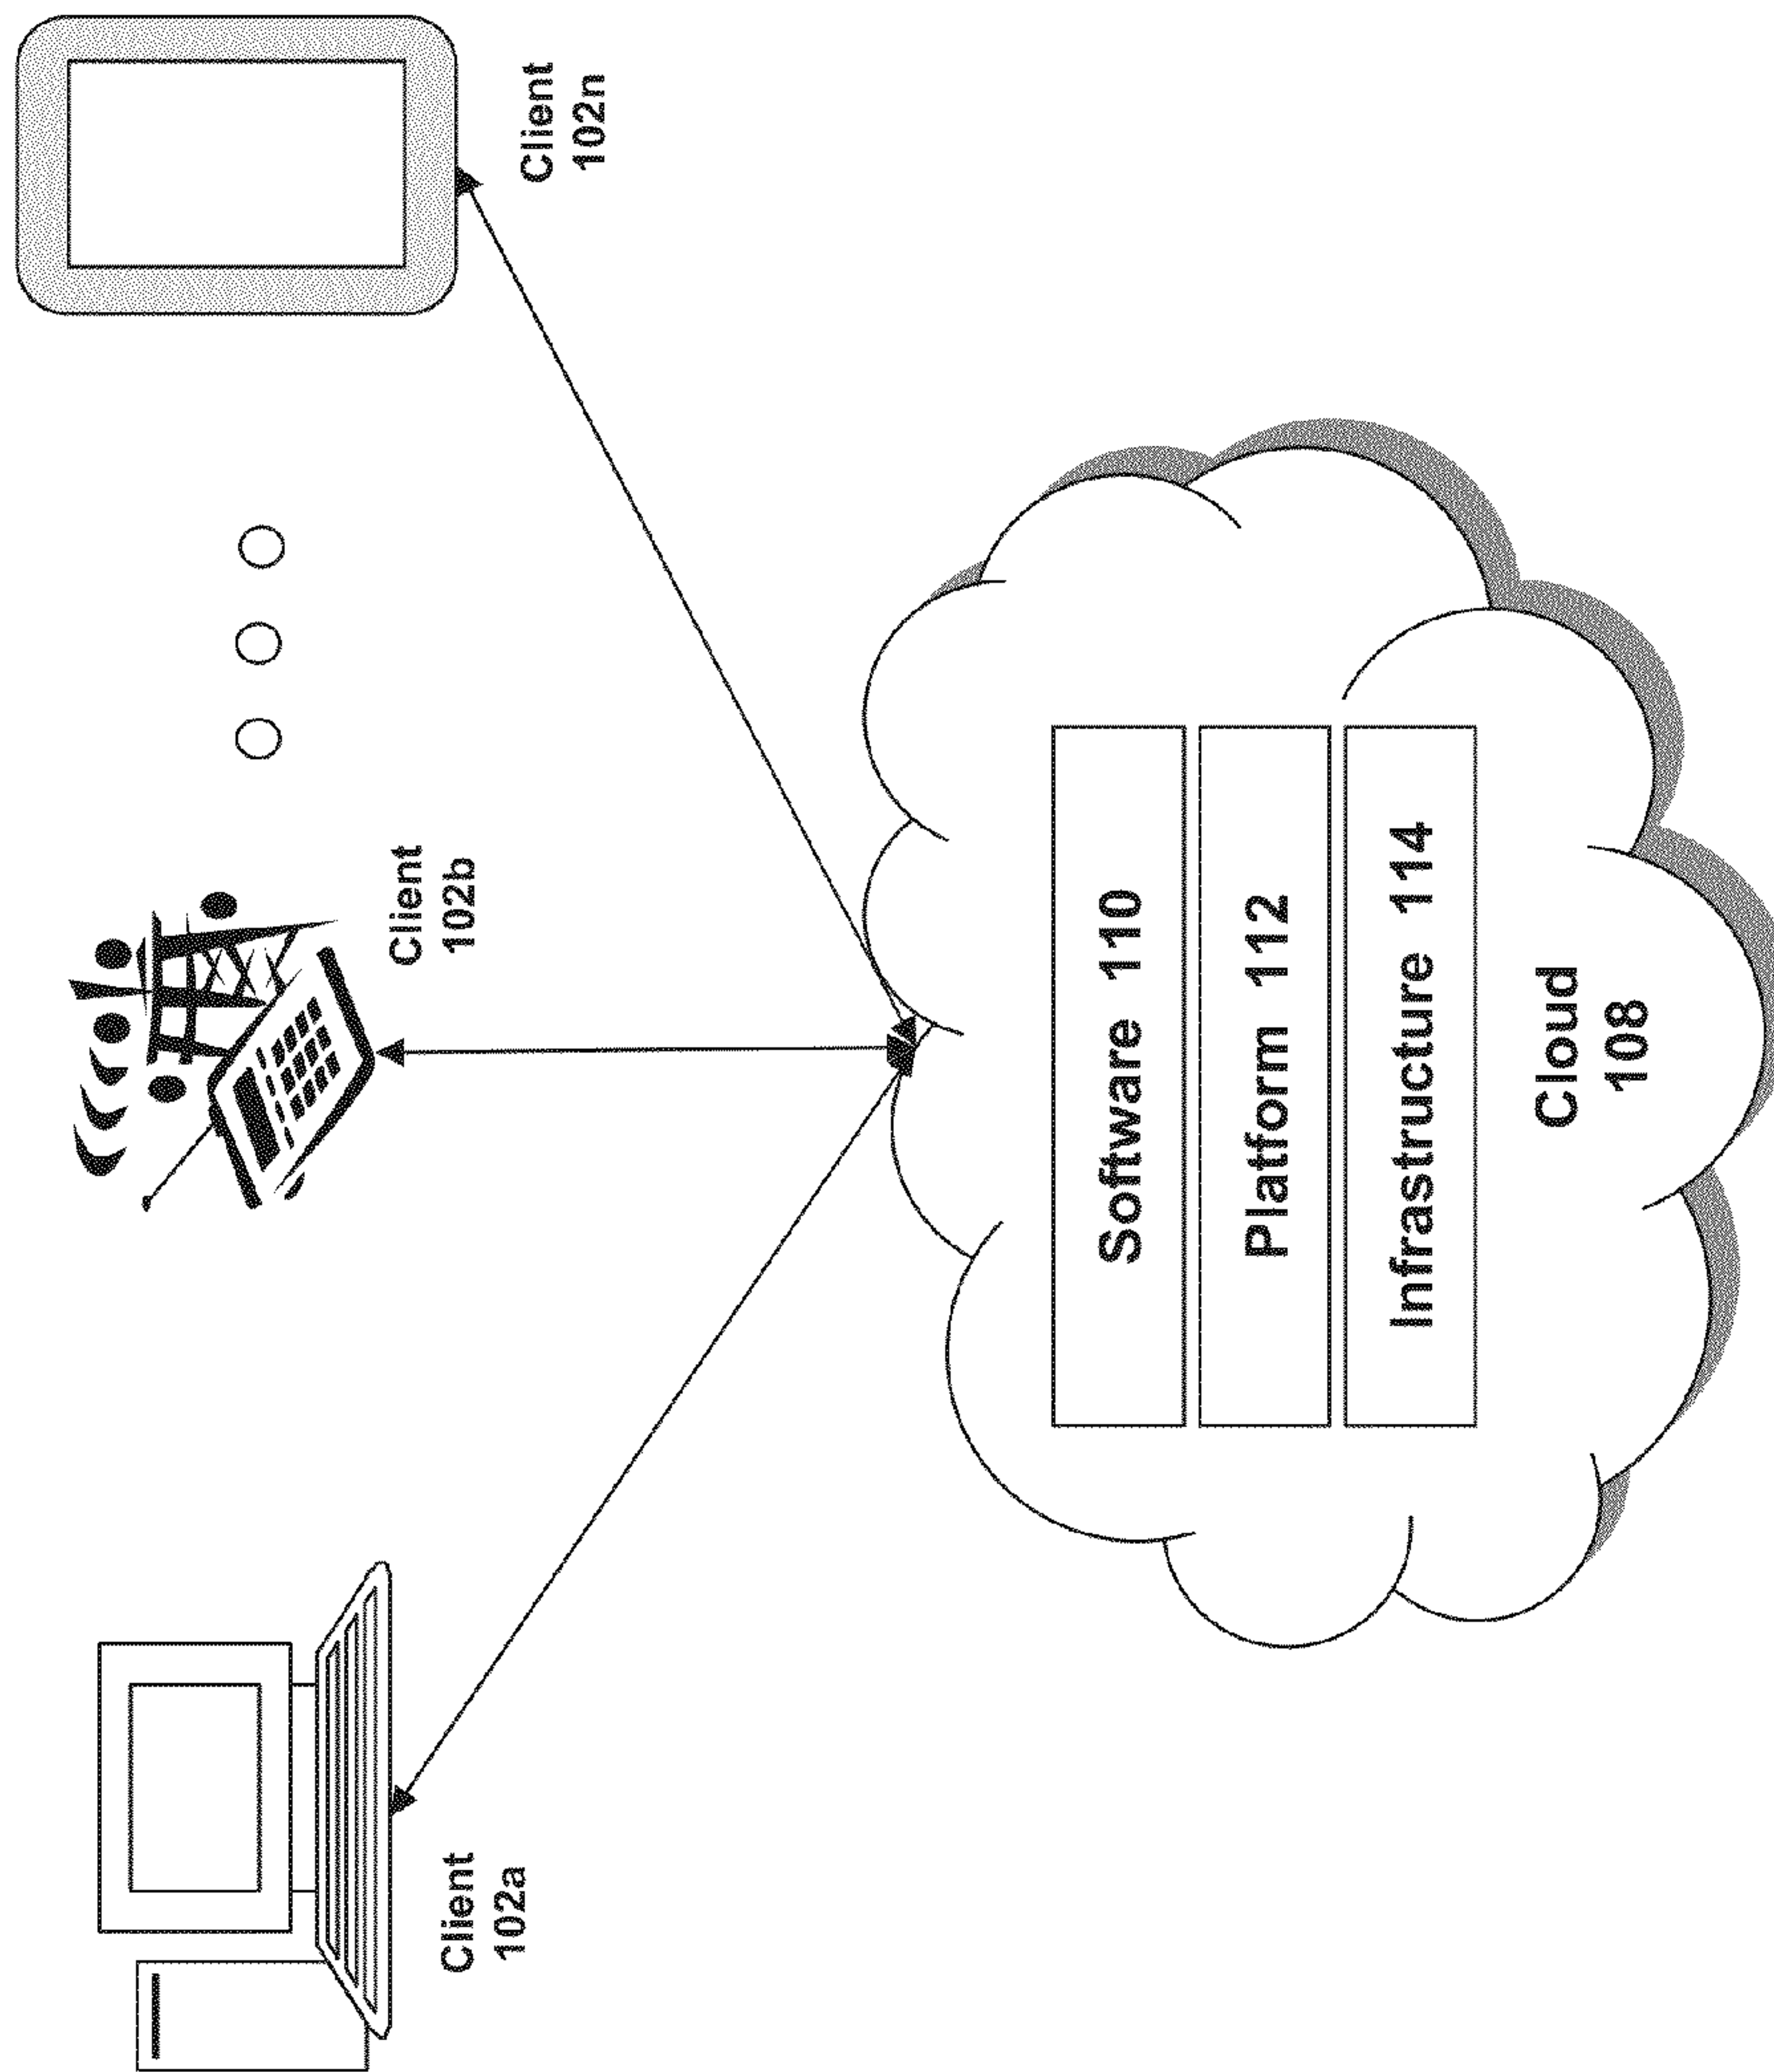 Client
102a
Client
102b
Client
102n
Software 110
Platform 112
Infrastructure 114
Cloud
108